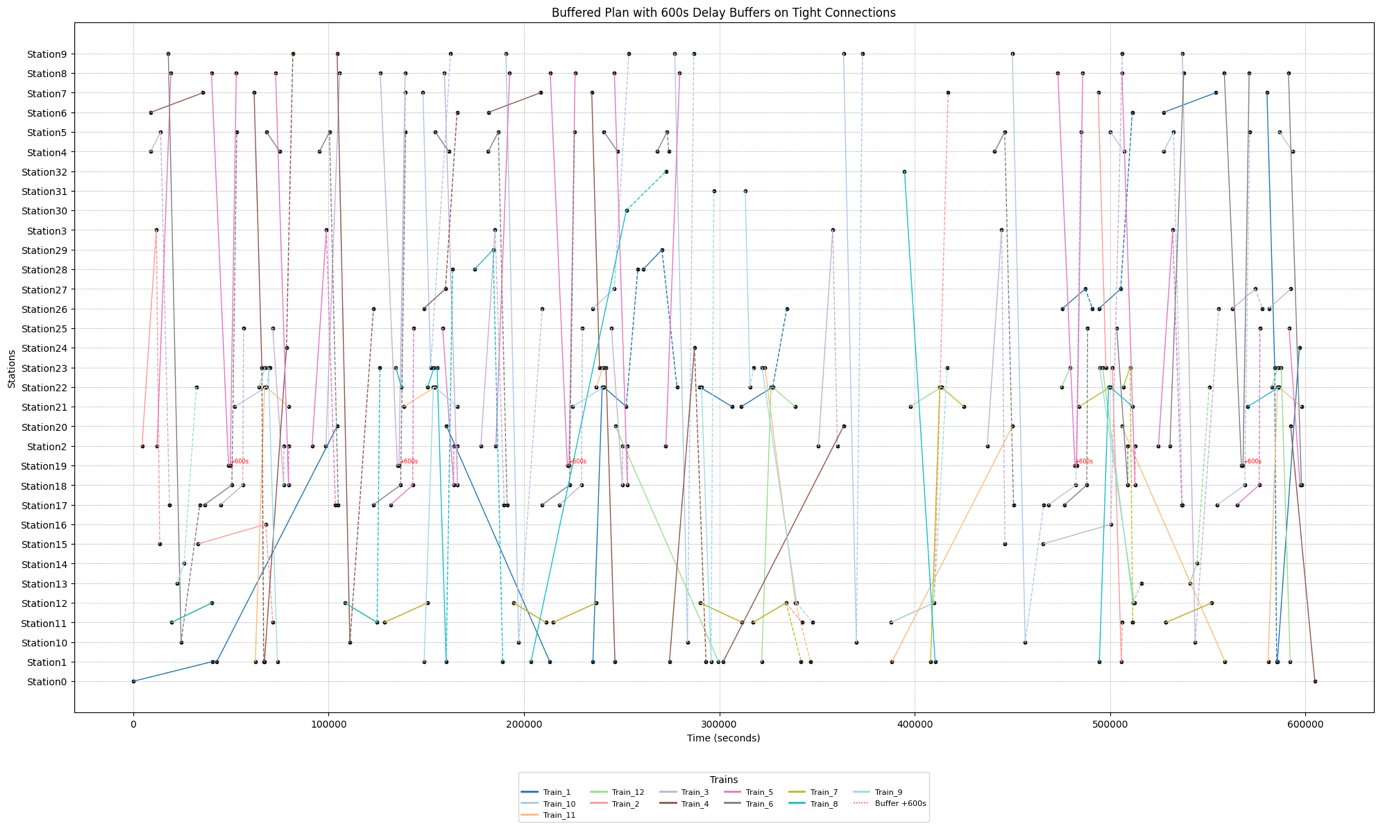 Buffered Plan with 600s Delay Buffers on Tight Connections
Station9
Station8
Station7
Station6
Station5
Station4
Station32
Station31
Station30
Station3
Station29
Station28
Station27
Station26
Station25
Station24
Station23
Station22
Station21
Station20
Station2
Station19
Station18
Station17
Station16
Station15
Station14
Station13
Station12
Station11
Station10
Station1
Station0
Stations
+600s
+600s
+600s
+600s
+600s
0
100000
200000
300000
400000
500000
600000
Time (seconds)
Trains
Train_1
Train_10
Train_11
Train_12
Train_2
Train_3
Train_4
Train_5
Train_6
Train_7
Train_8
Train_9
Buffer +600s